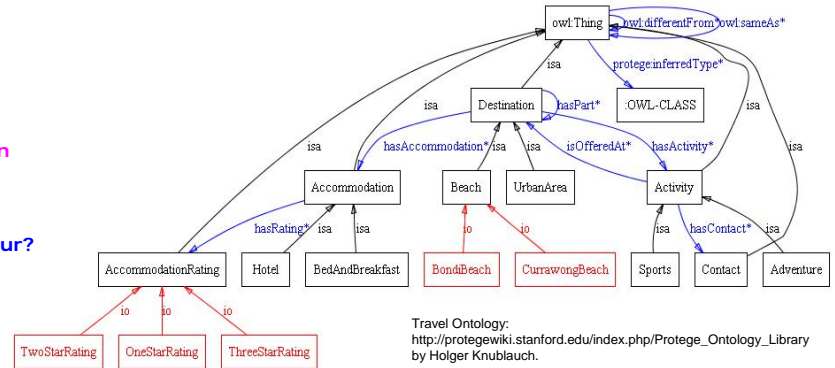 owl:Thing
owl:differentFrom*
owl:sameAs*
isa
protege:inferredType*
isa
Destination
hasPart*
:OWL-CLASS
isa
n
isa
hasAccommodation*
isa
isa
isOfferedAt*
hasActivity*
isa
Accommodation
Beach
UrbanArea
Activity
ur?
hasRating*
isa
isa
io
io
isa
hasContact*
isa
AccommodationRating
Hotel
BedAndBreakfast
BondiBeach
CurrawongBeach
Sports
Contact
Adventure
io
io
io
TwoStarRating
OneStarRating
ThreeStarRating
Travel Ontology:
http://protegewiki.stanford.edu/index.php/Protege_Ontology_Library
by Holger Knublauch.